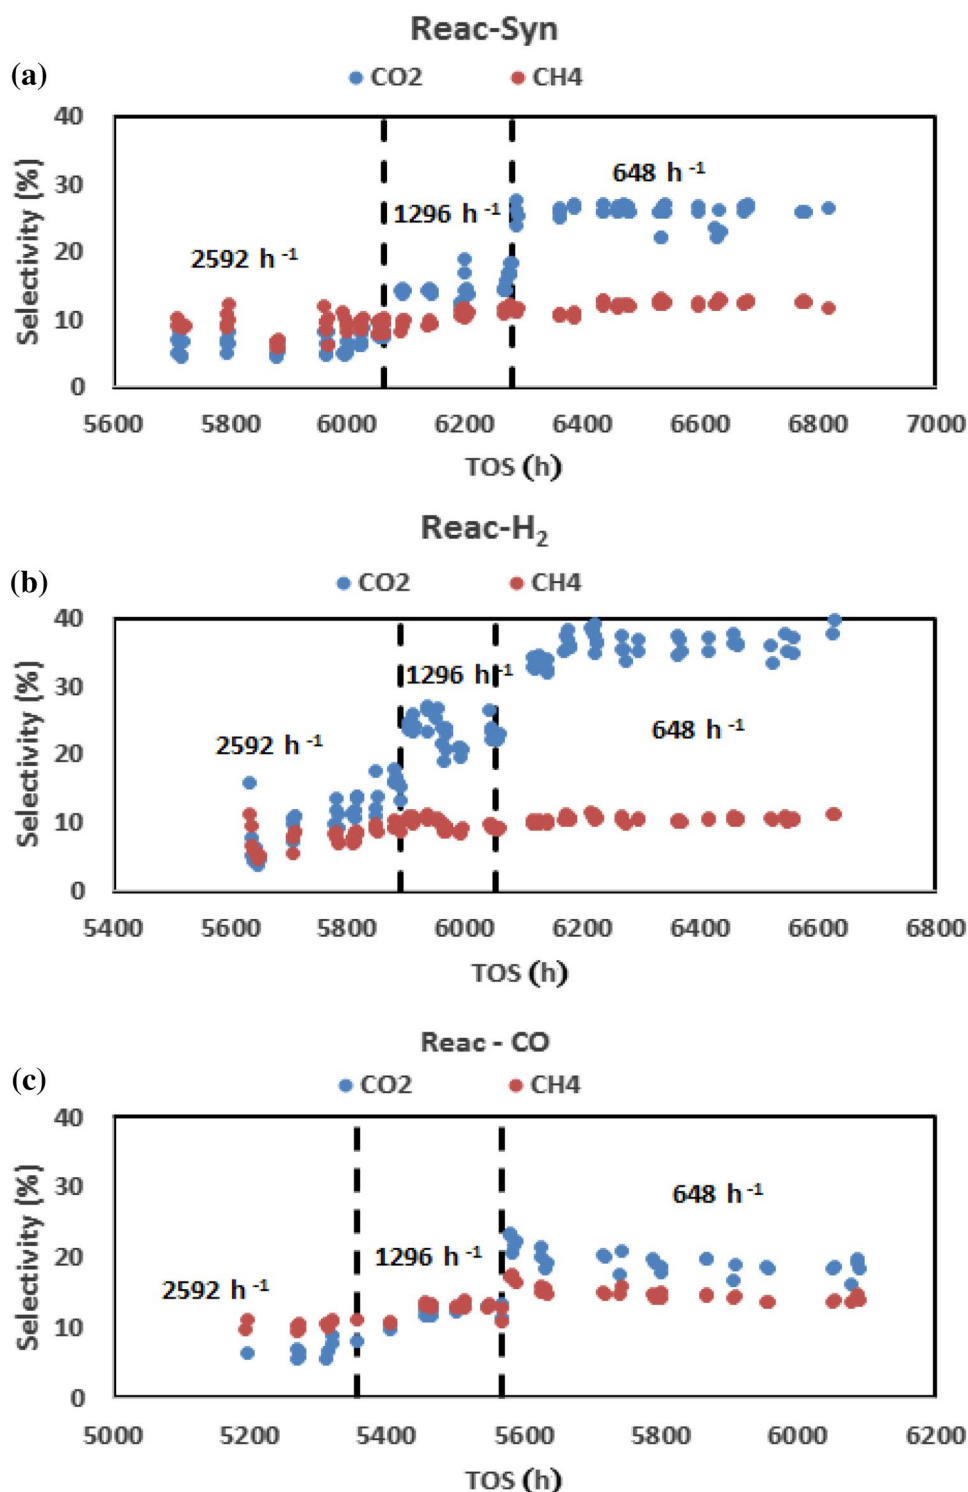 Reac-Syn
(a)
CO2 CH4
40
30
20
10
0
Selectivity (%)
2592 h⁻¹
1296 h⁻¹
648 h⁻¹
5600 5800 6000 6200 6400 6600 6800 7000
TOS (h)
Reac-H₂
(b)
CO2 CH4
40
30
20
10
0
Selectivity (%)
2592 h⁻¹
1296 h⁻¹
648 h⁻¹
5400 5600 5800 6000 6200 6400 6600 6800
TOS (h)
Reac - CO
(c)
CO2 CH4
40
30
20
10
0
Selectivity (%)
2592 h⁻¹
1296 h⁻¹
648 h⁻¹
5000 5200 5400 5600 5800 6000 6200
TOS (h)